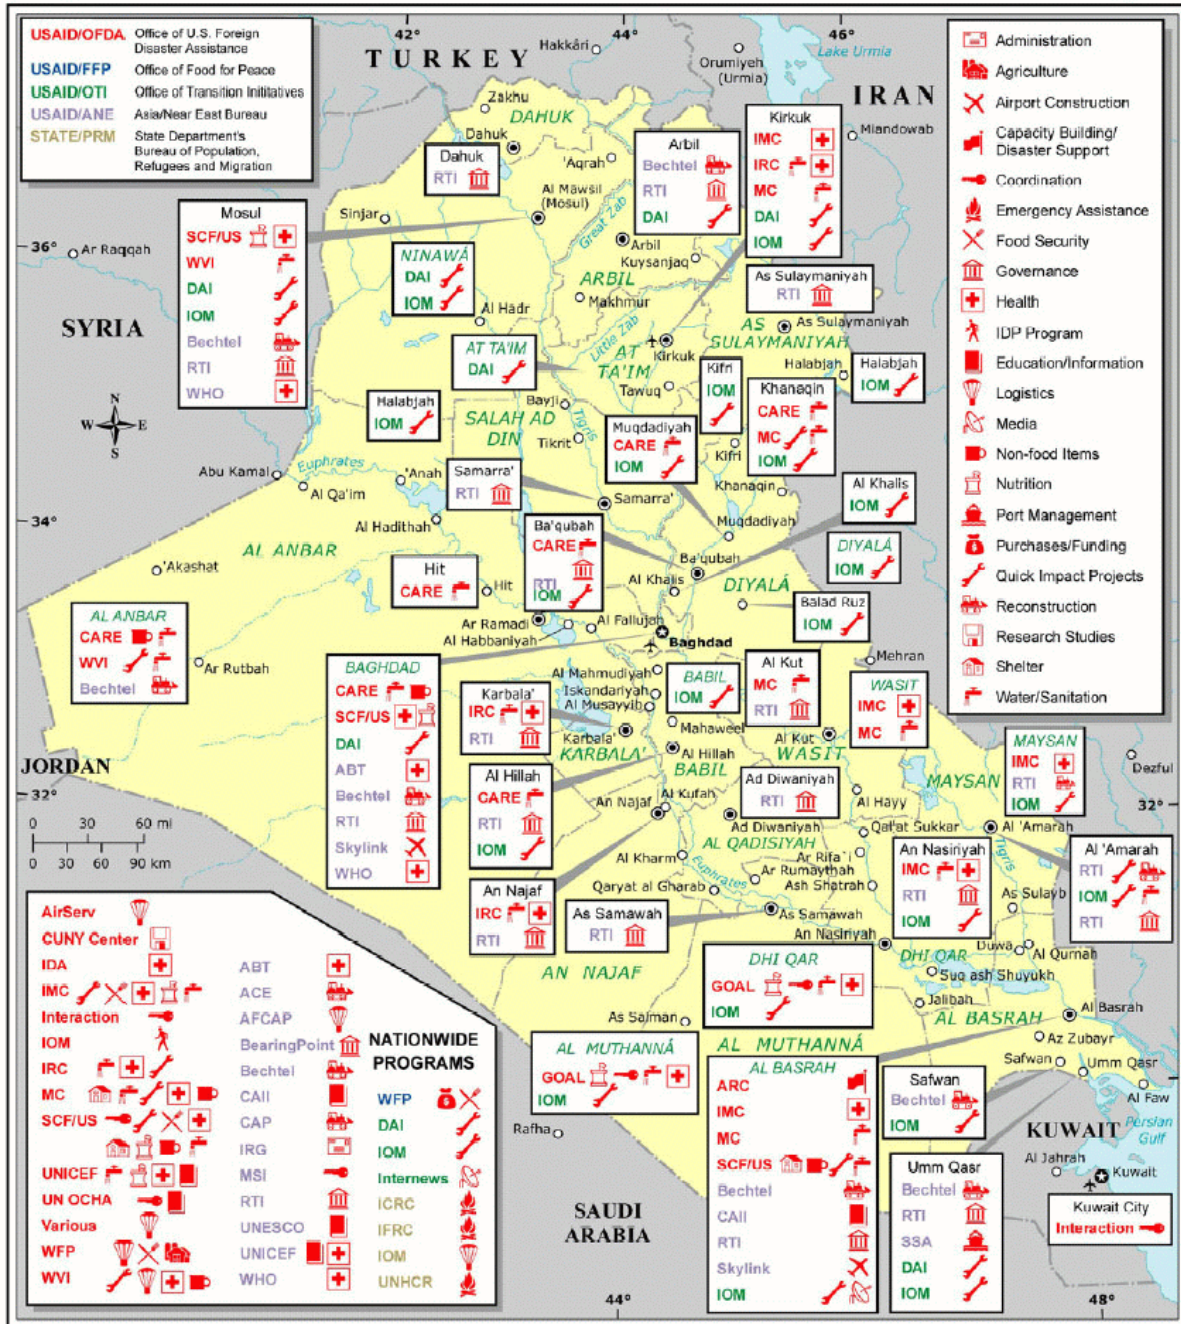 USAID/OFDA Office of U.S. Foreign
Disaster Assistance
USAID/FFP Office of Food for Peace
USAID/OTI Office of Transition Inititatives
USAID/ANE Asia/Near East Bureau
STATE/PRM State Department's
Bureau of Population,
Refugees and Migration
42
44
46
TURKEY
Hakkâri
Orumiyeh
(Urmia)
Lake Urmia
IRAN
Miandowab
Administration
Agriculture
Airport Construction
Capacity Building/
Disaster Support
Coordination
Emergency Assistance
Food Security
Governance
Health
IDP Program
Education/Information
Logistics
Media
Non-food Items
Nutrition
Port Management
Purchases/Funding
Quick Impact Projects
Reconstruction
Research Studies
Shelter
Water/Sanitation
Zakhu
DAHUK
Dahuk
'Aqrah
Dahuk
RTI
Al Mawsil
(Mosul)
Sinjar
Great Zab
Arbil
Bechtel
RTI
DAI
Kirkuk
IMC
IRC
MC
DAI
IOM
Mosul
SCF/US
WVI
DAI
IOM
Bechtel
RTI
WHO
36°
Ar Raqqah
SYRIA
NINAWÁ
DAI
IOM
Arbil
Kuysanjaq
ARBIL
Makhmur
Al Hadr
Little Zab
As Sulaymaniyah
RTI
As Sulaymaniyah
AS
SULAYMANIYAH
Halabjah
Halabjah
IOM
AT TA'IM
DAI
AT
TA'IM
Kirkuk
Tawuq
Kifri
IOM
Khanaqin
CARE
MC
IOM
Halabjah
IOM
Bayji
SALAH AD
DIN
Tikrit
Tigris
Muqdadiyah
CARE
IOM
Kifri
Khanaqin
N
W E
S
Abu Kamal
Euphrates
Al Qa'im
'Anah
Samarra'
RTI
Samarra'
Muqdadiyah
Al Khalis
IOM
34°
Al Hadithah
AL ANBAR
'Akashat
Hit
CARE
Hit
Ba'qubah
CARE
RTI
IOM
Ba'qubah
Al Khalis
DIYALÁ
DIYALÁ
IOM
Balad Ruz
IOM
AL ANBAR
CARE
WVI
Bechtel
Ar Rutbah
Ar Ramadi
Al Habbaniyah
Al Fallujah
Baghdad
Mehran
BAGHDAD
CARE
SCF/US
DAI
ABT
Bechtel
RTI
Skylink
WHO
Al Mahmudiyah
Iskandariyah
Al Musayyib
Karbala'
IRC
RTI
Karbala'
KARBALA'
BABIL
IOM
Mahaweel
Al Hillah
BABIL
Al Kut
MC
RTI
Al Kut
WASIT
WASIT
IMC
MC
JORDAN
32°
0 30 60 mi
0 30 60 90 km
Al Hillah
CARE
RTI
IOM
Al Kufah
An Najaf
Ad Diwaniyah
RTI
Ad Diwaniyah
AL QADISIYAH
Al Hayy
Qal'at Sukkar
MAYSAN
MAYSAN
IMC
RTI
IOM
Dezful
32°
Al 'Amarah
Tigris
Al 'Amarah
RTI
IOM
RTI
Al Kharm
Qaryat al Gharab
Euphrates
Ar Rifa`i
Ar Rumaythah
Ash Shatrah
An Nasiriyah
IMC
RTI
IOM
As Sulayb
An Najaf
IRC
RTI
As Samawah
RTI
As Samawah
An Nasiriyah
Duwa
Al Qurnah
AN NAJAF
DHI QAR
GOAL
IOM
DHI QAR
Suq ash Shuyukh
Jalibah
AL BASRAH
Al Basrah
Az Zubayr
As Salman
AL MUTHANNÁ
GOAL
IOM
AL MUTHANNÁ
AL BASRAH
ARC
IMC
MC
SCF/US
Bechtel
CAII
RTI
Skylink
IOM
Safwan
Umm Qasr
Al Faw
Persian
Gulf
Safwan
Bechtel
IOM
KUWAIT
Al Jahrah
Kuwait
Umm Qasr
Bechtel
RTI
SSA
DAI
IOM
Kuwait City
Interaction
Rafha
SAUDI
ARABIA
AirServ
CUNY Center
IDA
IMC
Interaction
IOM
IRC
MC
SCF/US
UNICEF
UN OCHA
Various
WFP
WVI
ABT
ACE
AFCAP
BearingPoint
Bechtel
CAII
CAP
IRG
MSI
RTI
UNESCO
UNICEF
WHO
NATIONWIDE
PROGRAMS
WFP
DAI
IOM
Internews
ICRC
IFRC
IOM
UNHCR
44
48